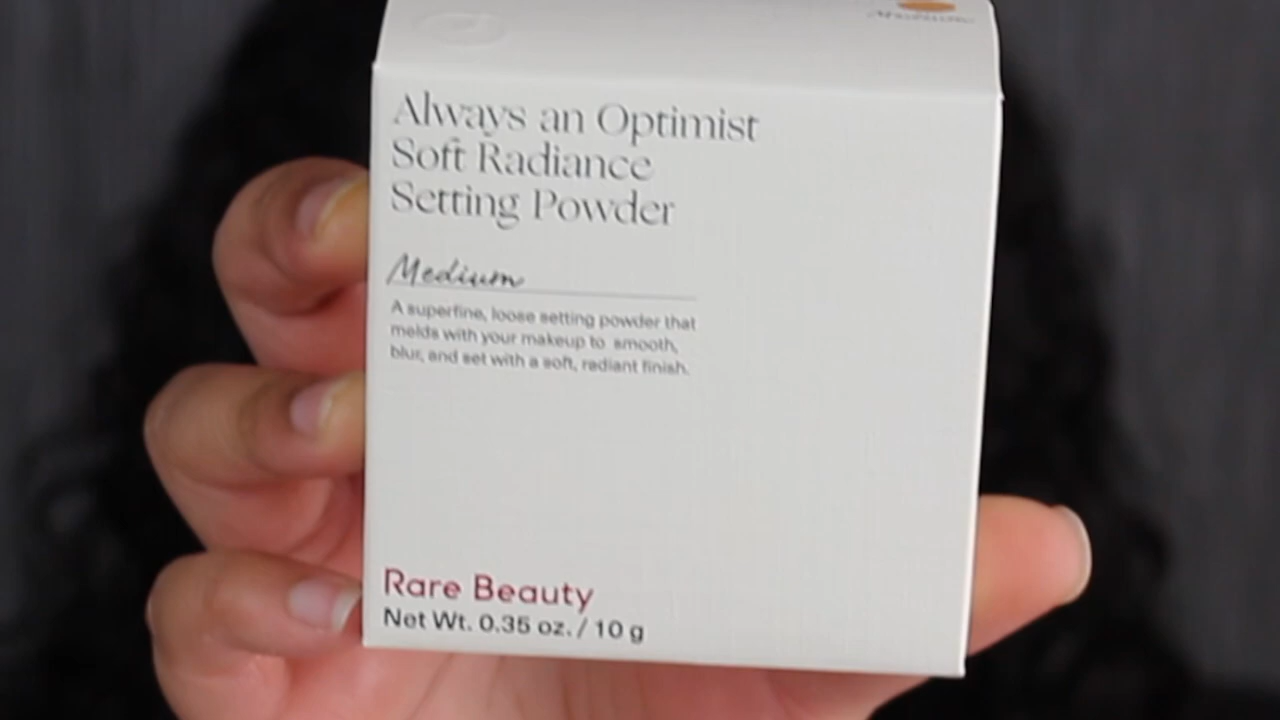 Always an Optimist
Soft Radiance
Setting Powder
Medium
A superfine, loose setting powder that
melds with your makeup to smooth,
blur, and set with a soft, radiant finish.
Rare Beauty
Net Wt. 0.35 oz. / 10 g